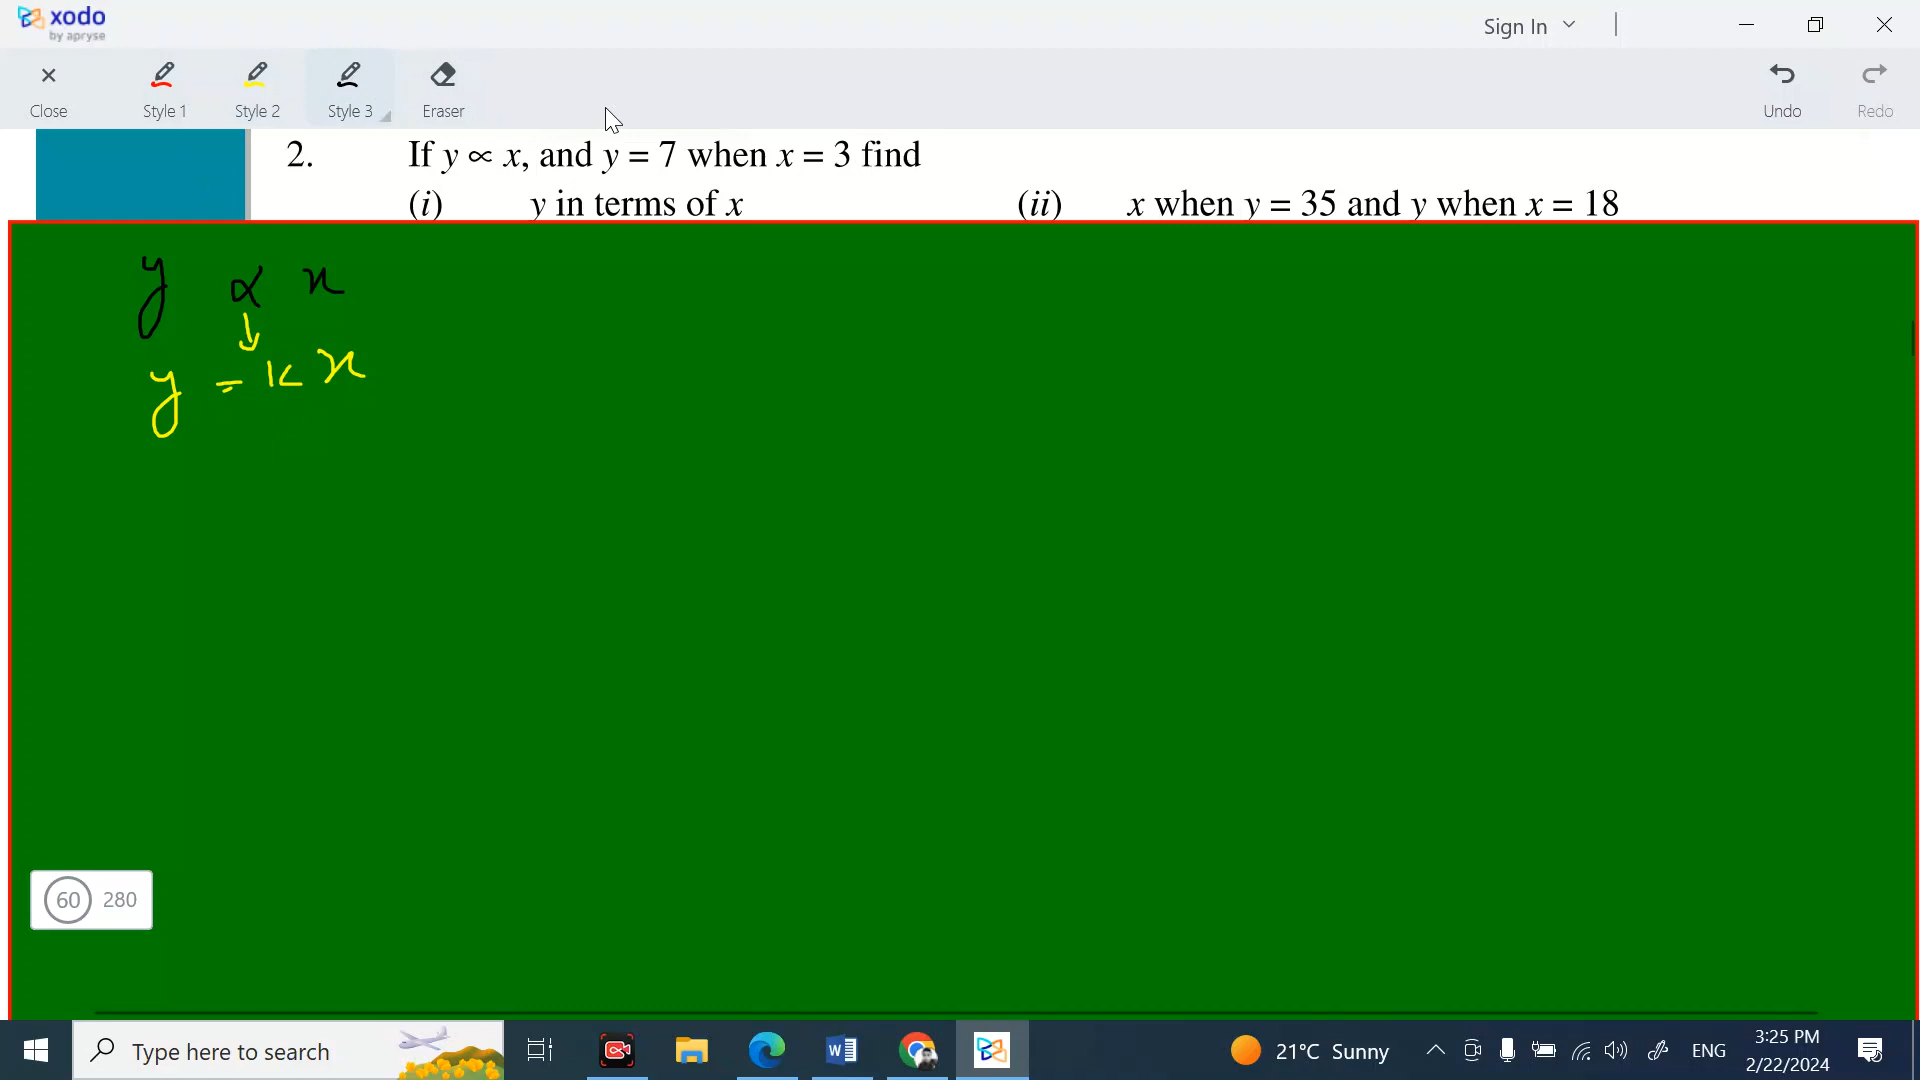 xodo
by apryse
Sign In
Close
Style 1
Style 2
Style 3
Eraser
Undo
Redo
2. If y ∝ x, and y = 7 when x = 3 find
(i) y in terms of x (ii) x when y = 35 and y when x = 18
y ∝ x
↓
y = k x
60 280
Type here to search
21°C Sunny
ENG
3:25 PM
2/22/2024